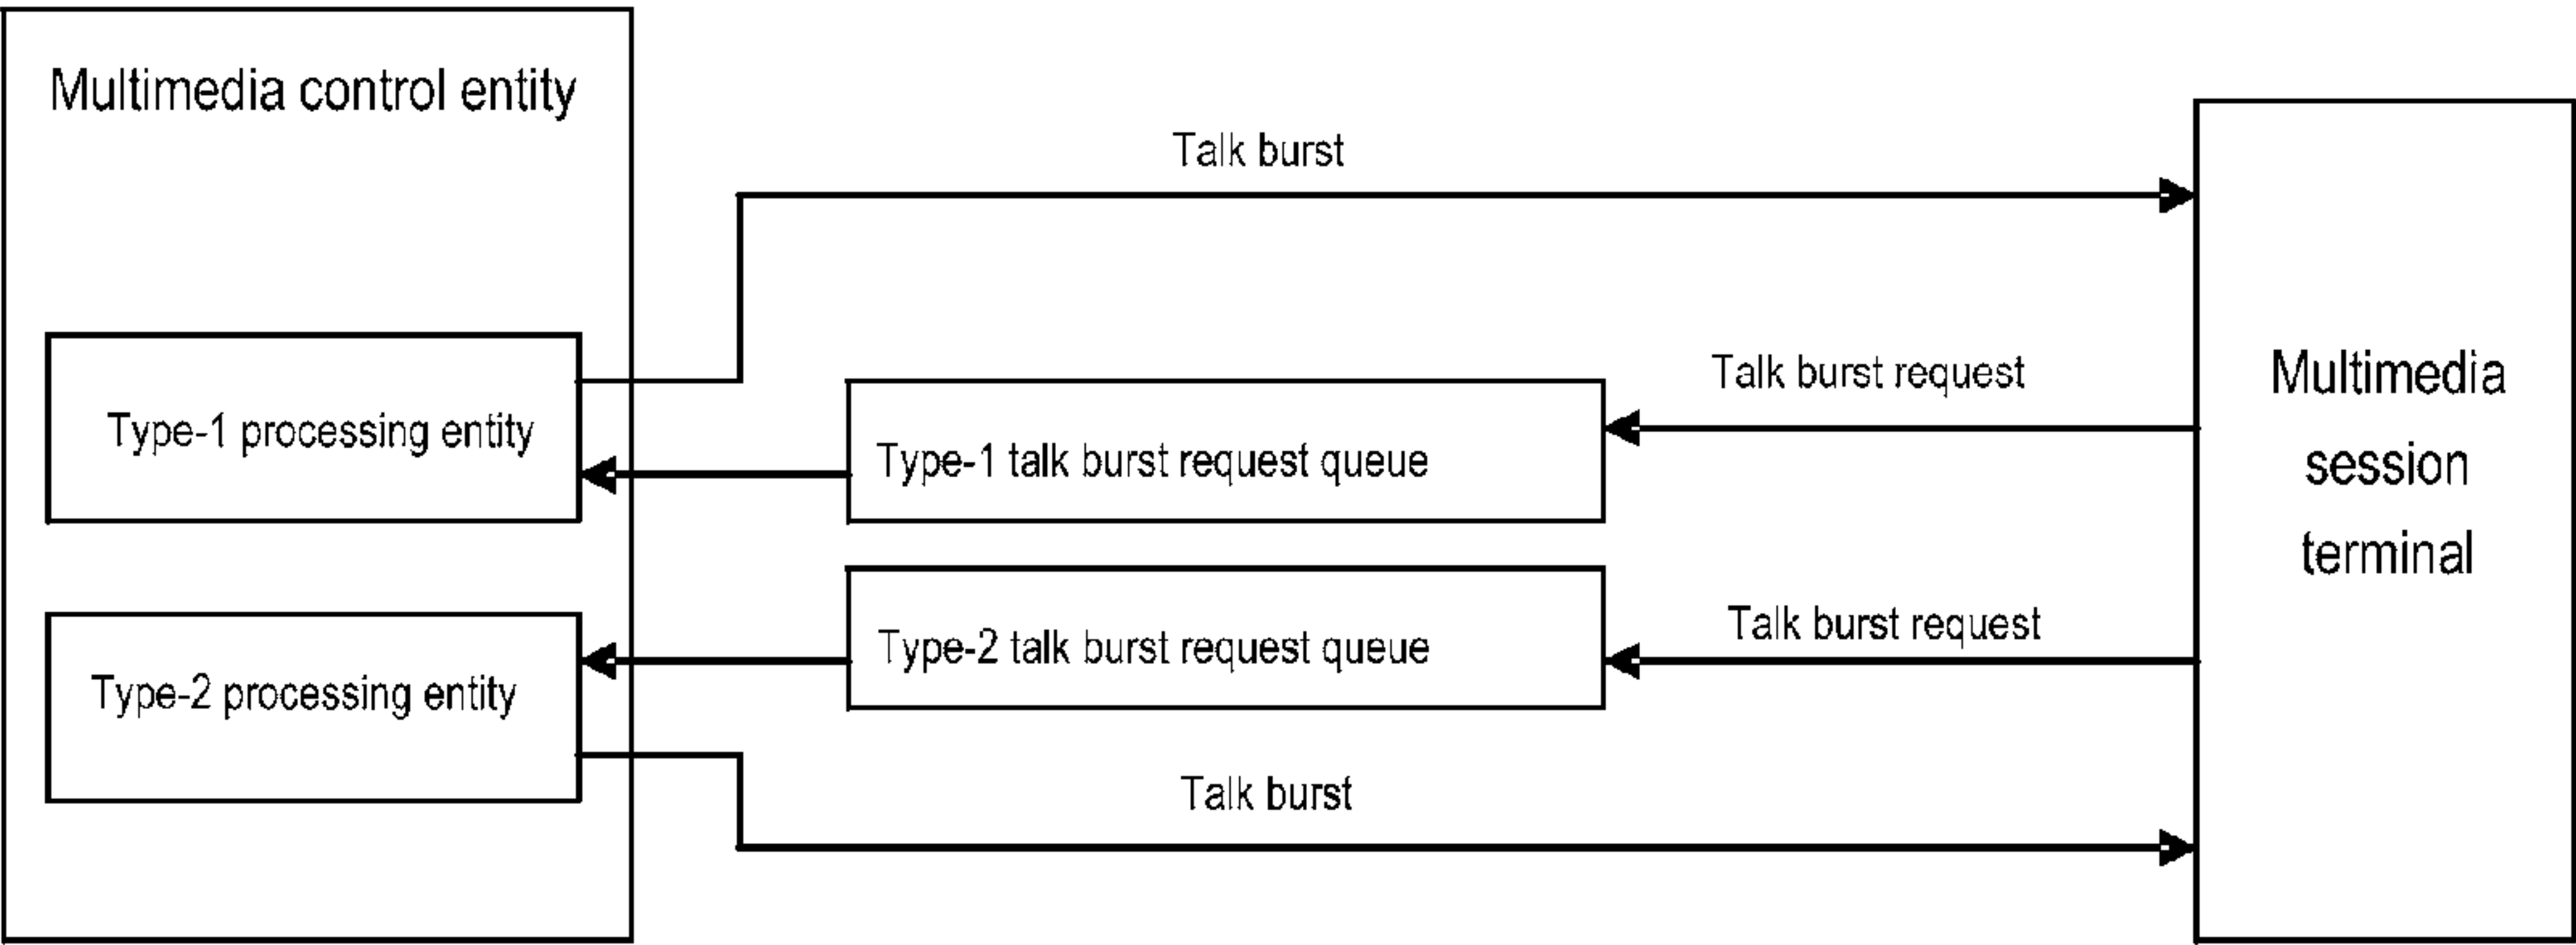 Multimedia control entity
Talk burst
Talk burst request
Type-1 processing entity
Type-1 talk burst request queue
Multimedia
session
terminal
Talk burst request
Type-2 talk burst request queue
Type-2 processing entity
Talk burst